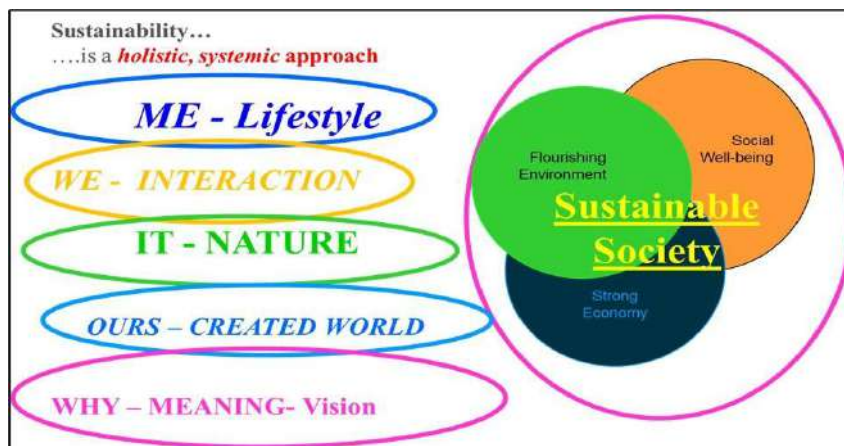 Sustainability…
….is a holistic, systemic approach
ME - Lifestyle
WE - INTERACTION
IT - NATURE
OURS – CREATED WORLD
WHY – MEANING- Vision
Flourishing
Environment
Social
Well-being
Sustainable
Society
Strong
Economy